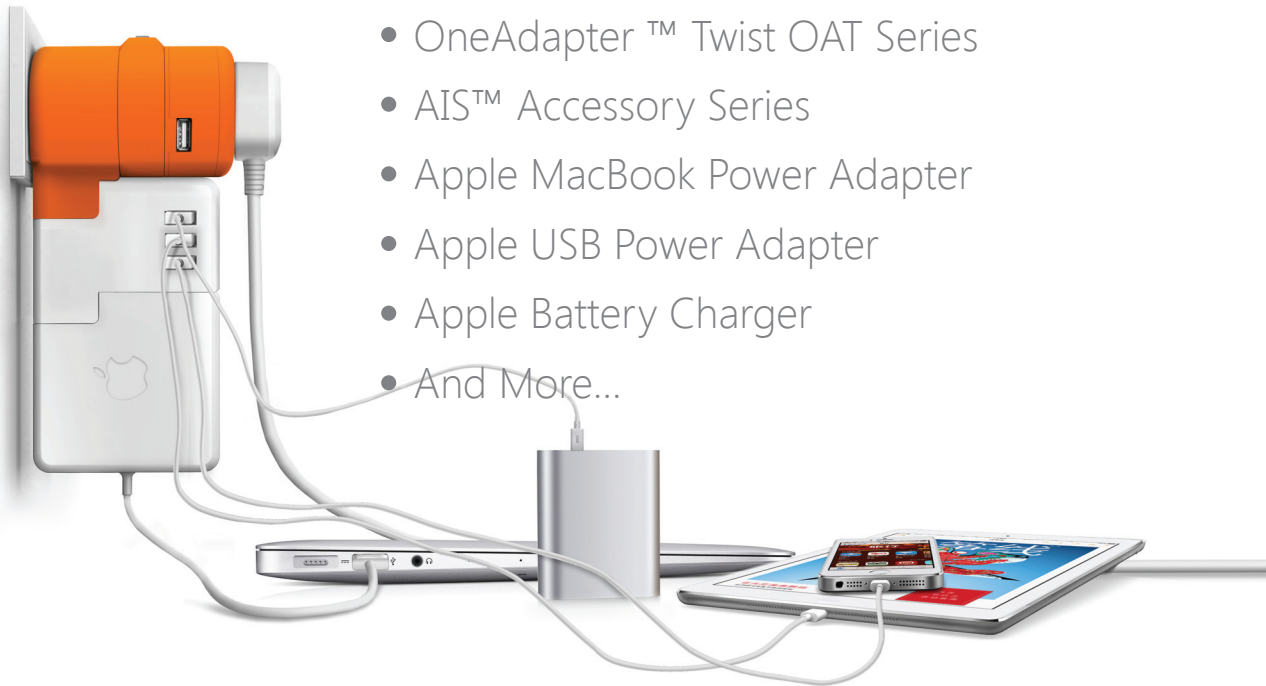 • OneAdapter ™ Twist OAT Series
• AIS™ Accessory Series
• Apple MacBook Power Adapter
• Apple USB Power Adapter
• Apple Battery Charger
• And More...